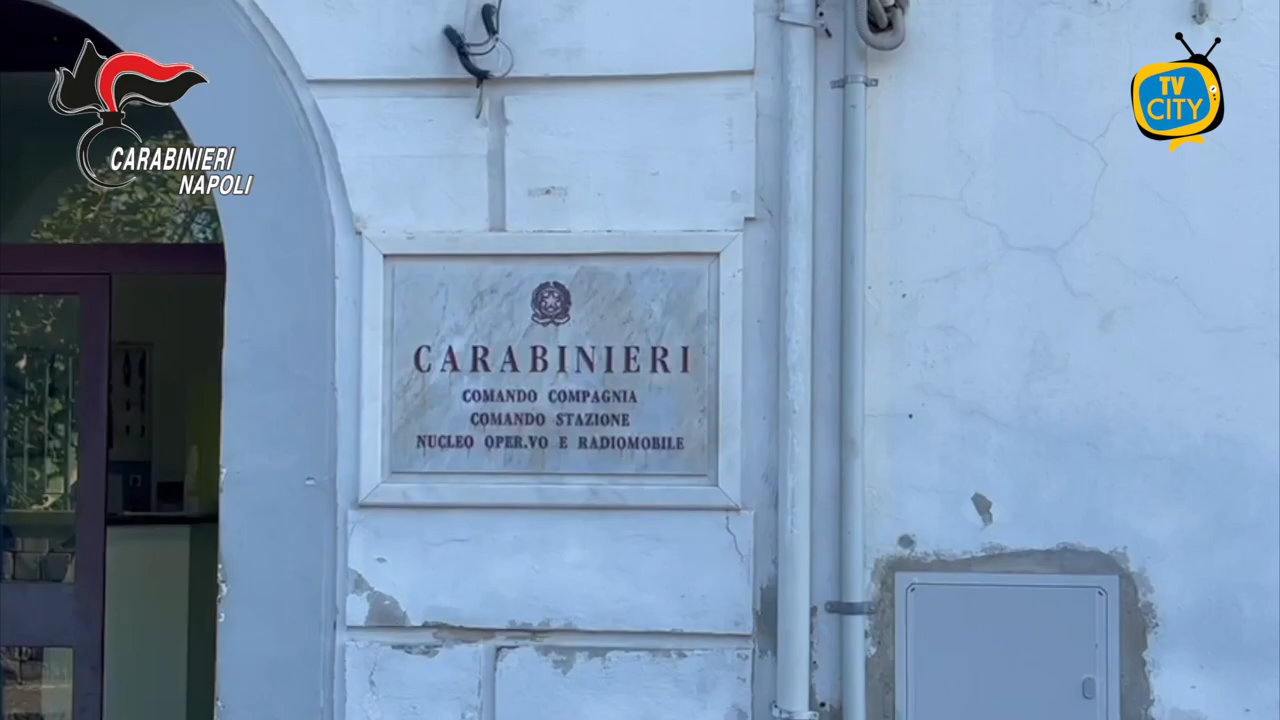 CARABINIERI
NAPOLI
TV
CITY
CARABINIERI
COMANDO COMPAGNIA
COMANDO STAZIONE
NUCLEO OPER.VO E RADIOMOBILE